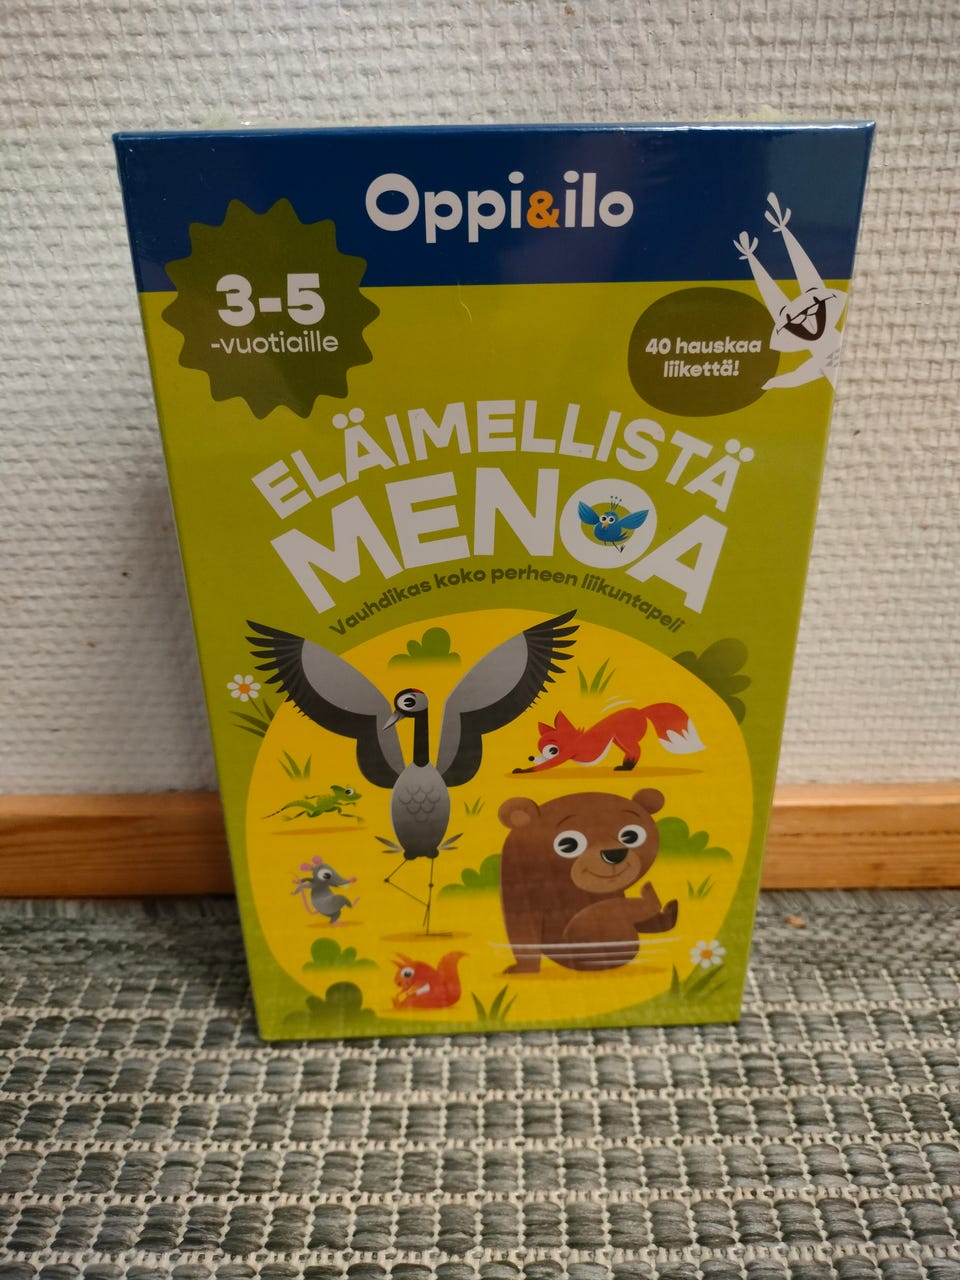 Oppi&ilo
3-5
-vuotiaille
40 hauskaa
liikettä!
ELÄIMELLISTÄ
MENOA
Vauhdikas koko perheen liikuntapeli